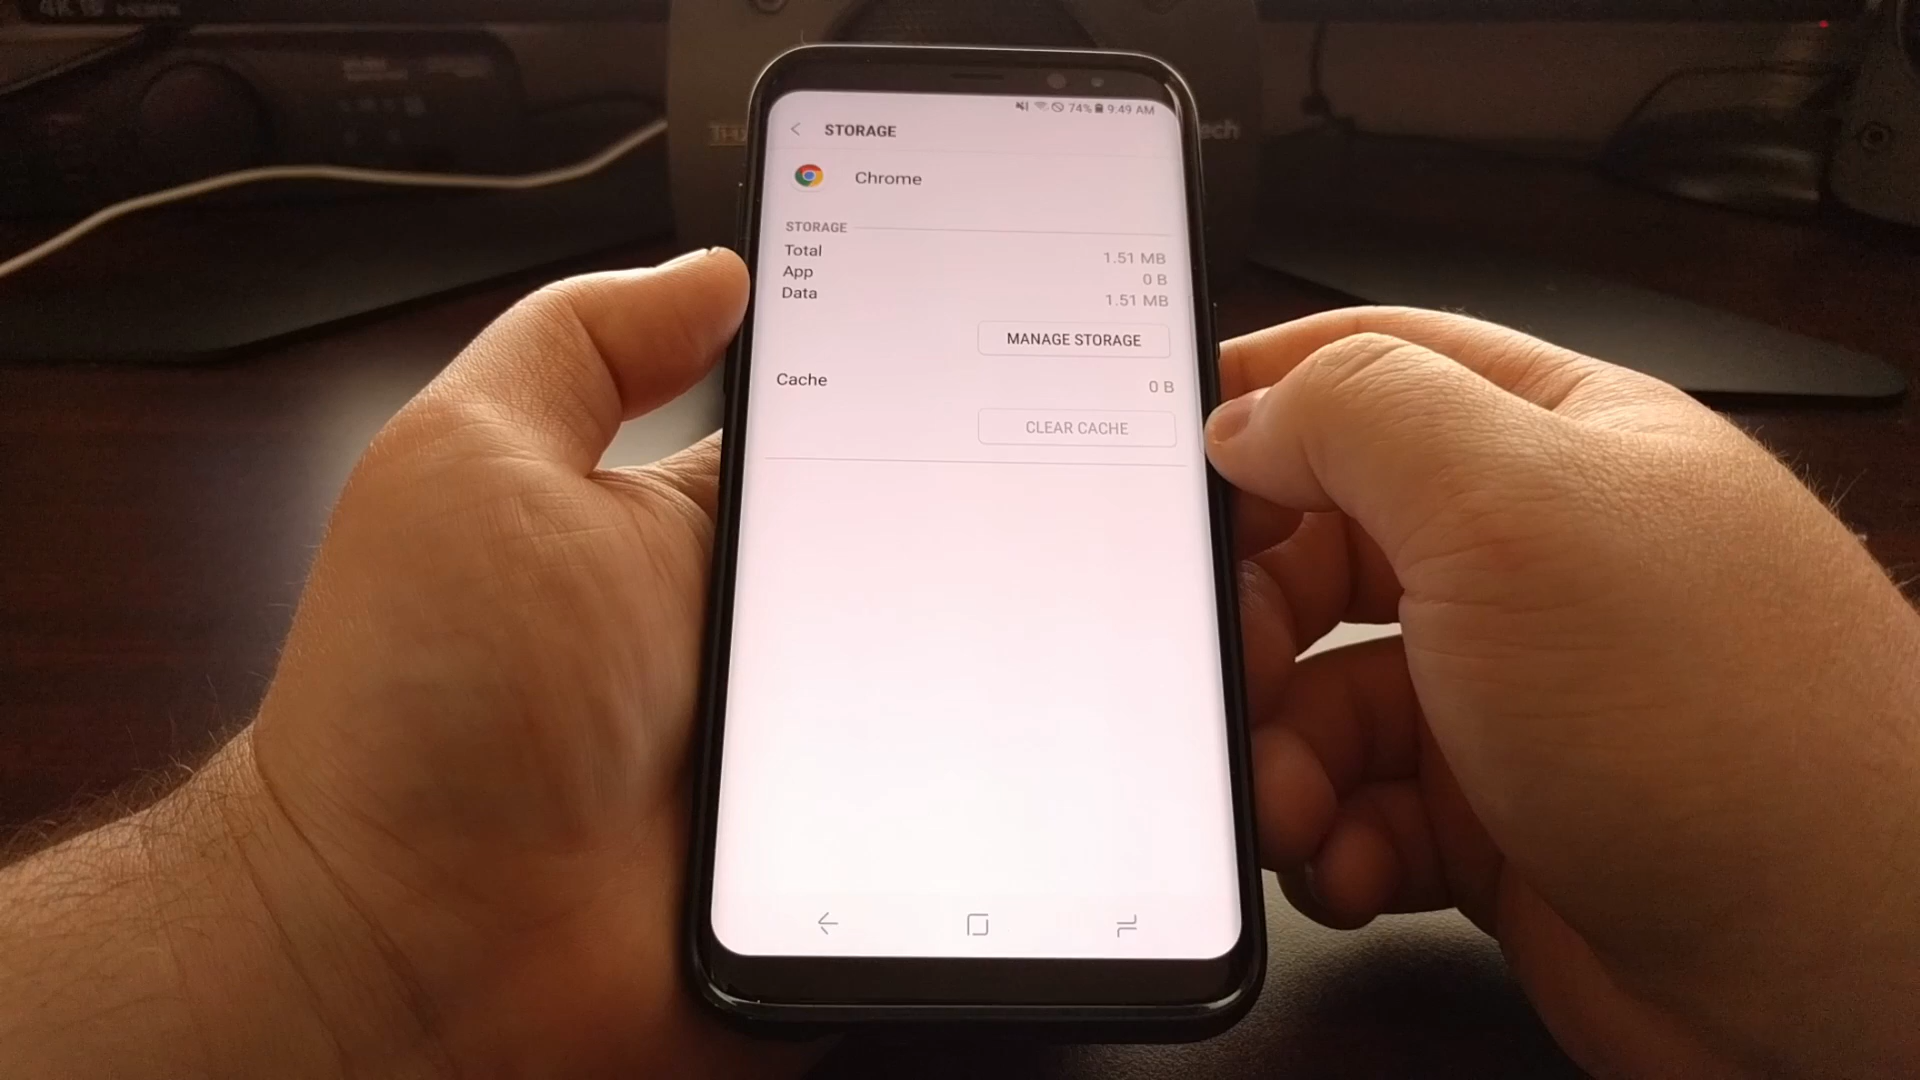 74% 9:49 AM
STORAGE
Chrome
STORAGE
Total 1.51 MB
App 0 B
Data 1.51 MB
MANAGE STORAGE
Cache 0 B
CLEAR CACHE